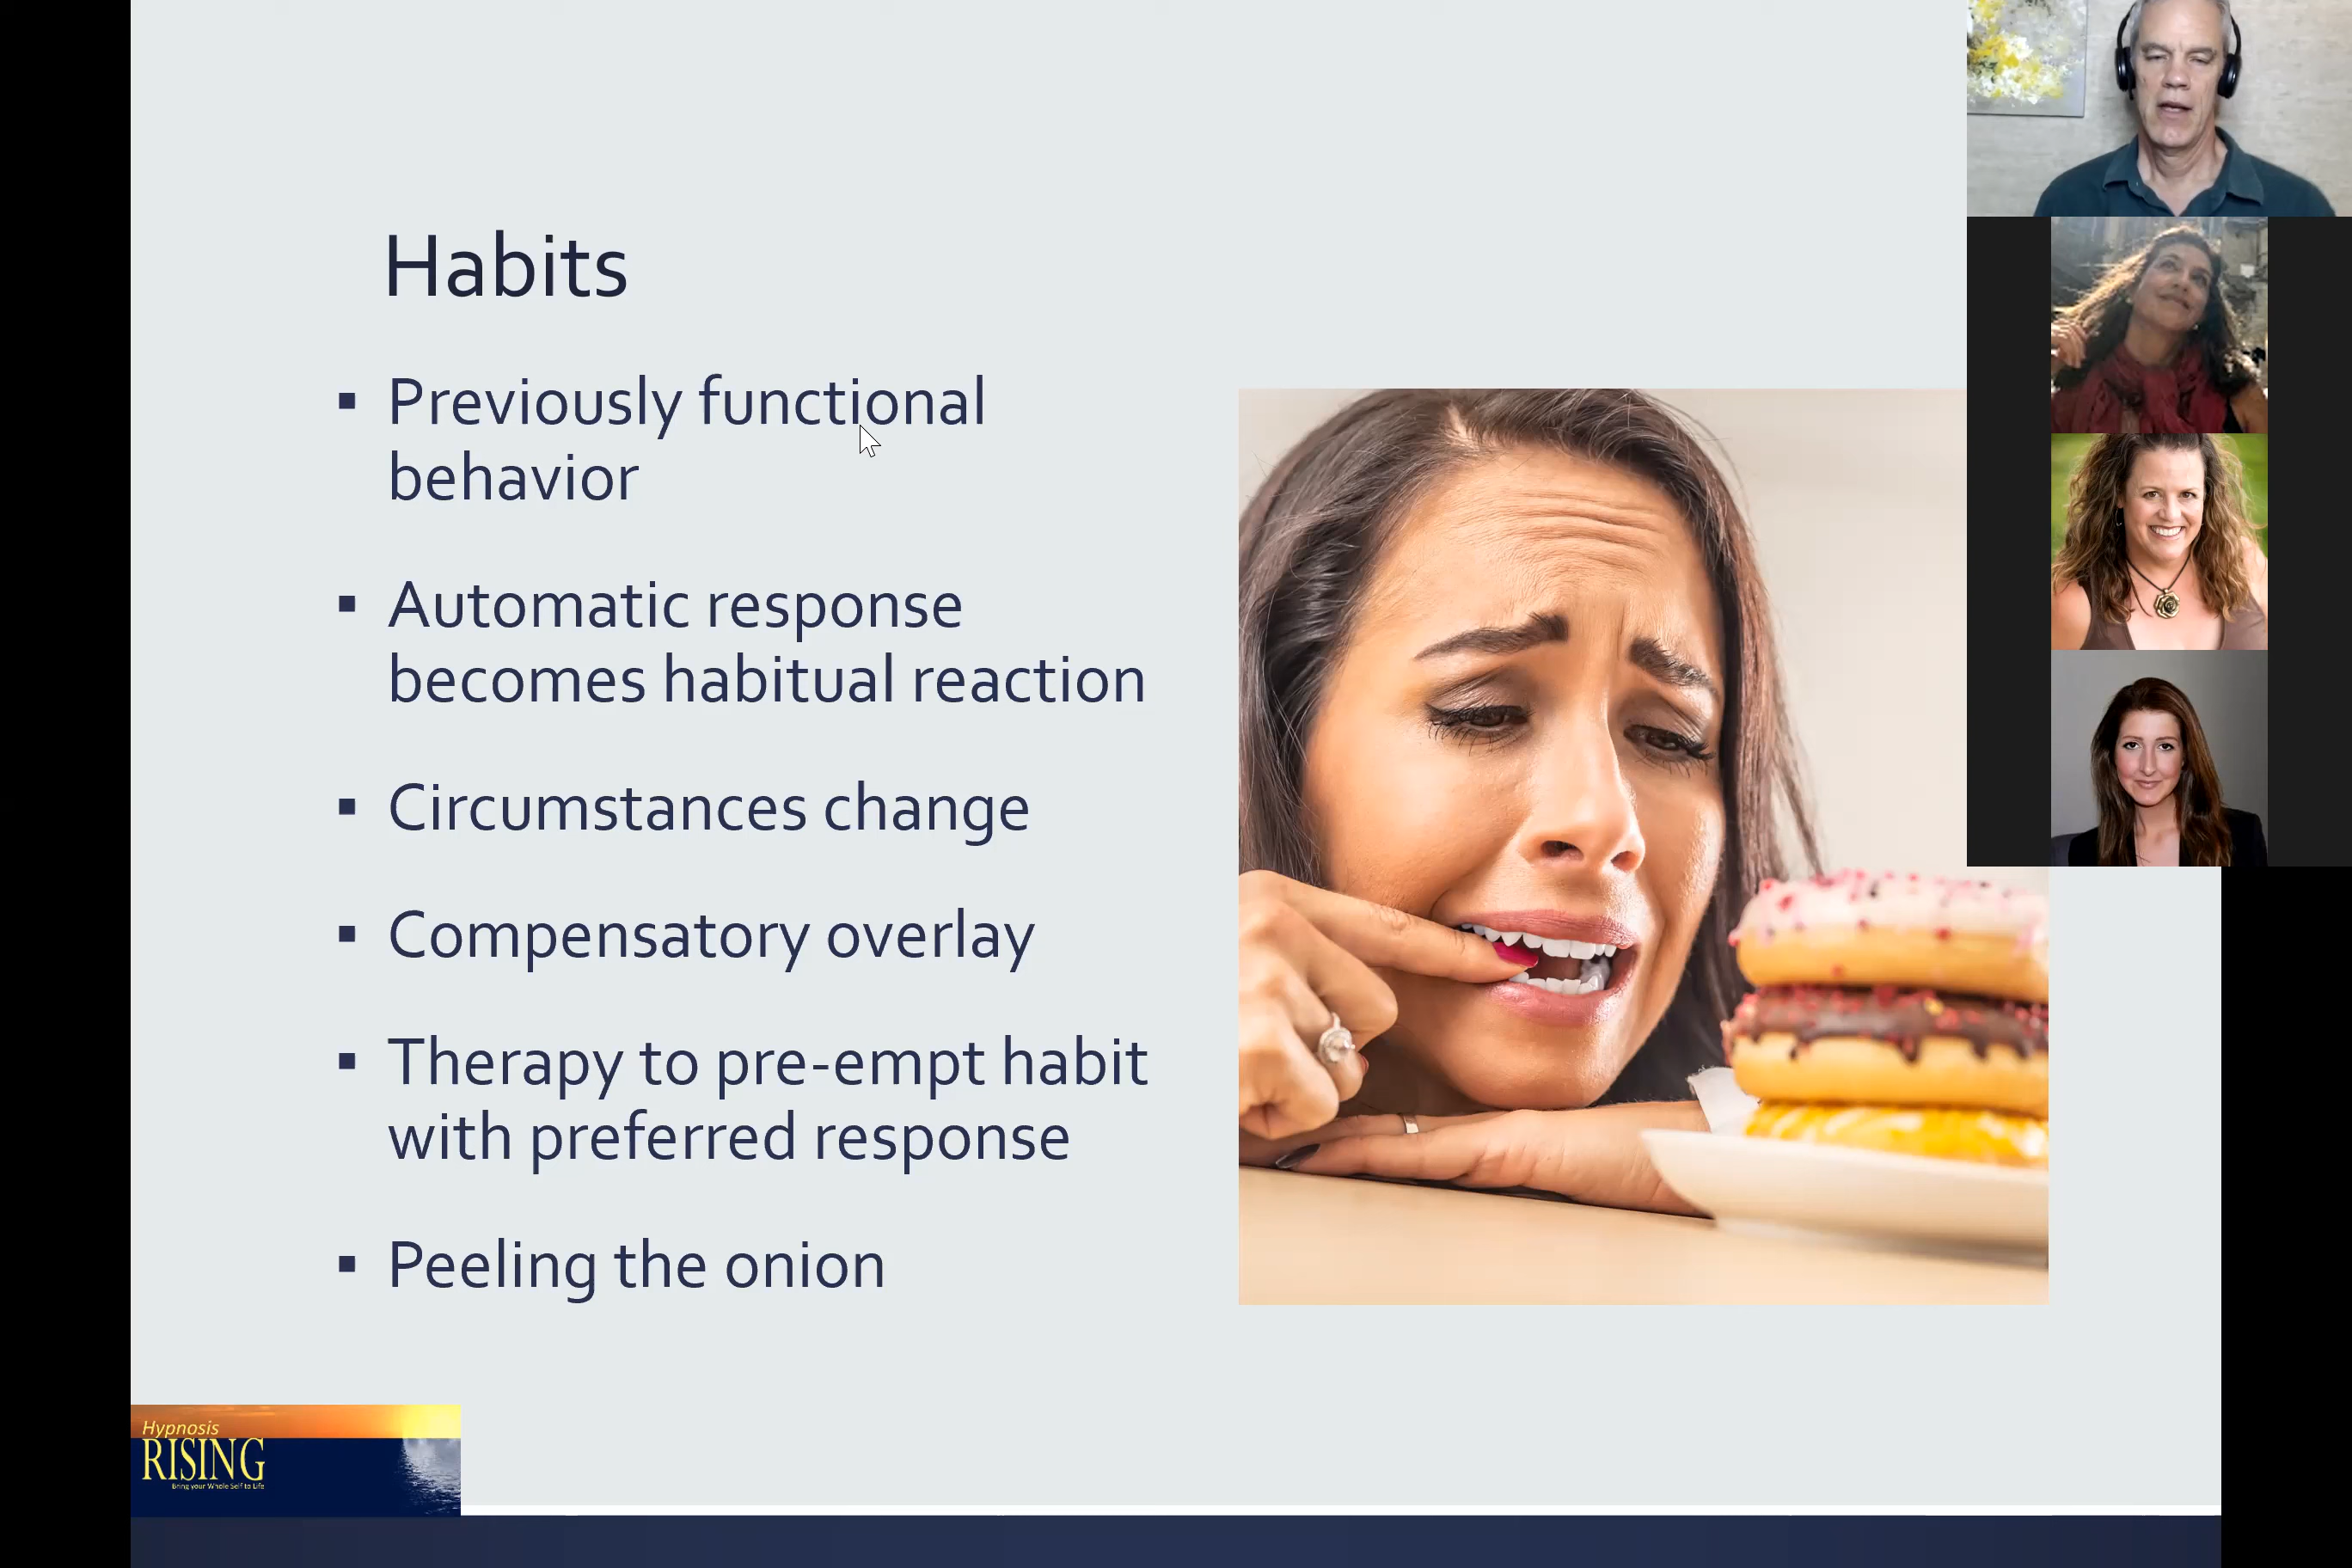 Habits
▪ Previously functional
behavior
▪ Automatic response
becomes habitual reaction
▪ Circumstances change
▪ Compensatory overlay
▪ Therapy to pre-empt habit
with preferred response
▪ Peeling the onion
Hypnosis
RISING
Bring your Whole Self to Life